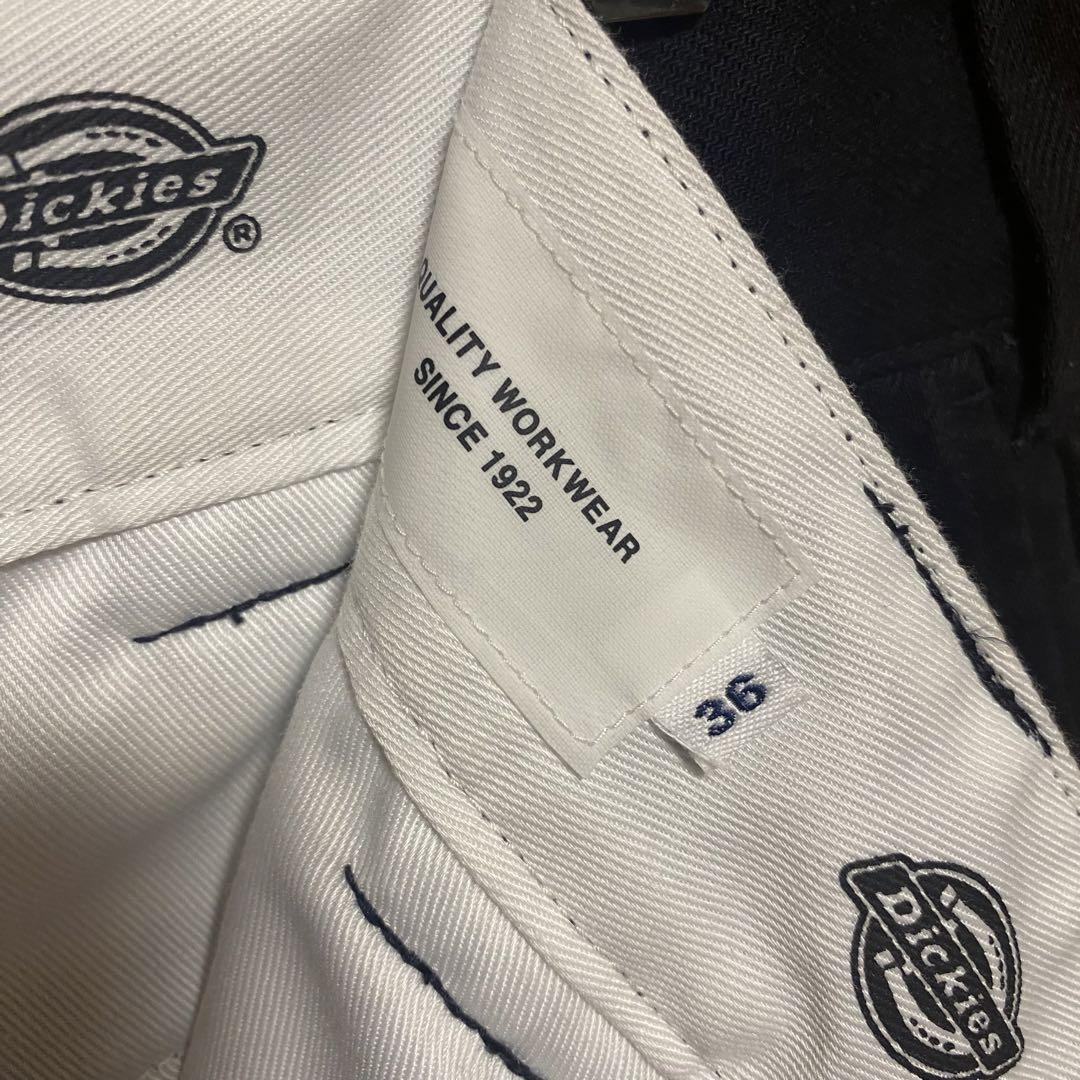 Dickies
®
QUALITY WORKWEAR
SINCE 1922
36
Dickies